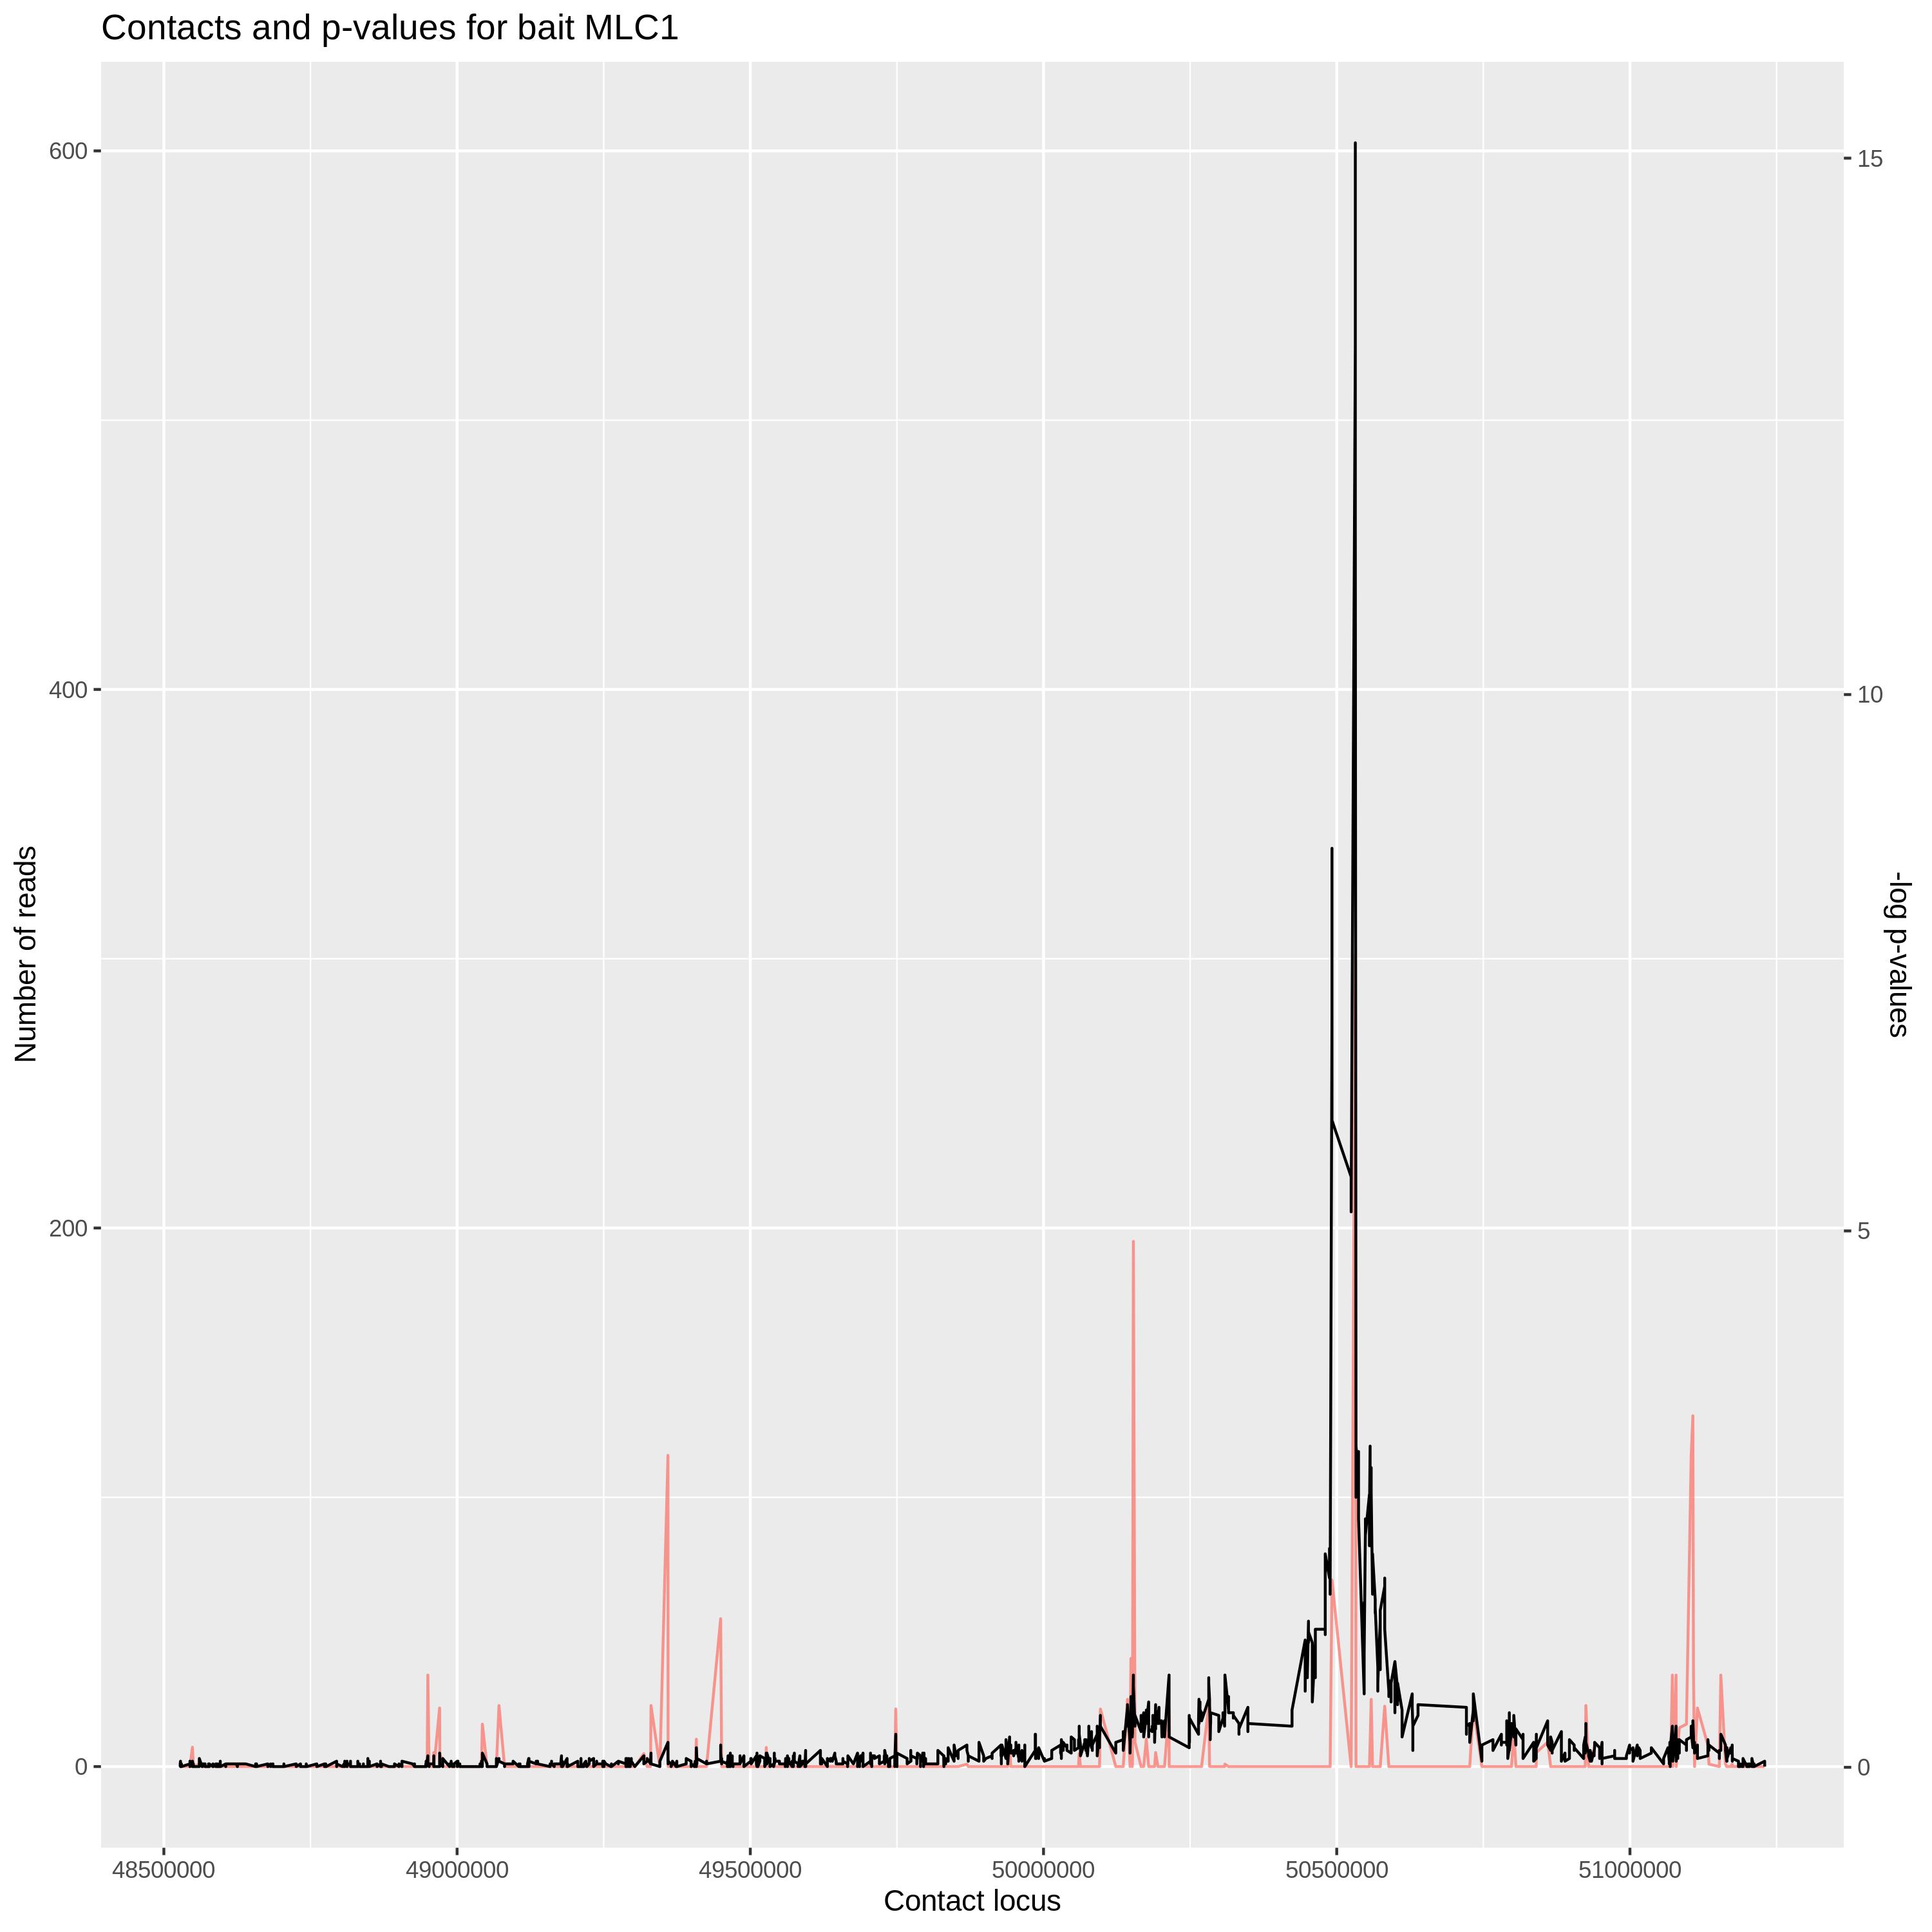 Contacts and p-values for bait MLC1
600
400
200
0
Number of reads
15
10
5
0
-log p-values
48500000 49000000 49500000 50000000 50500000 51000000
Contact locus